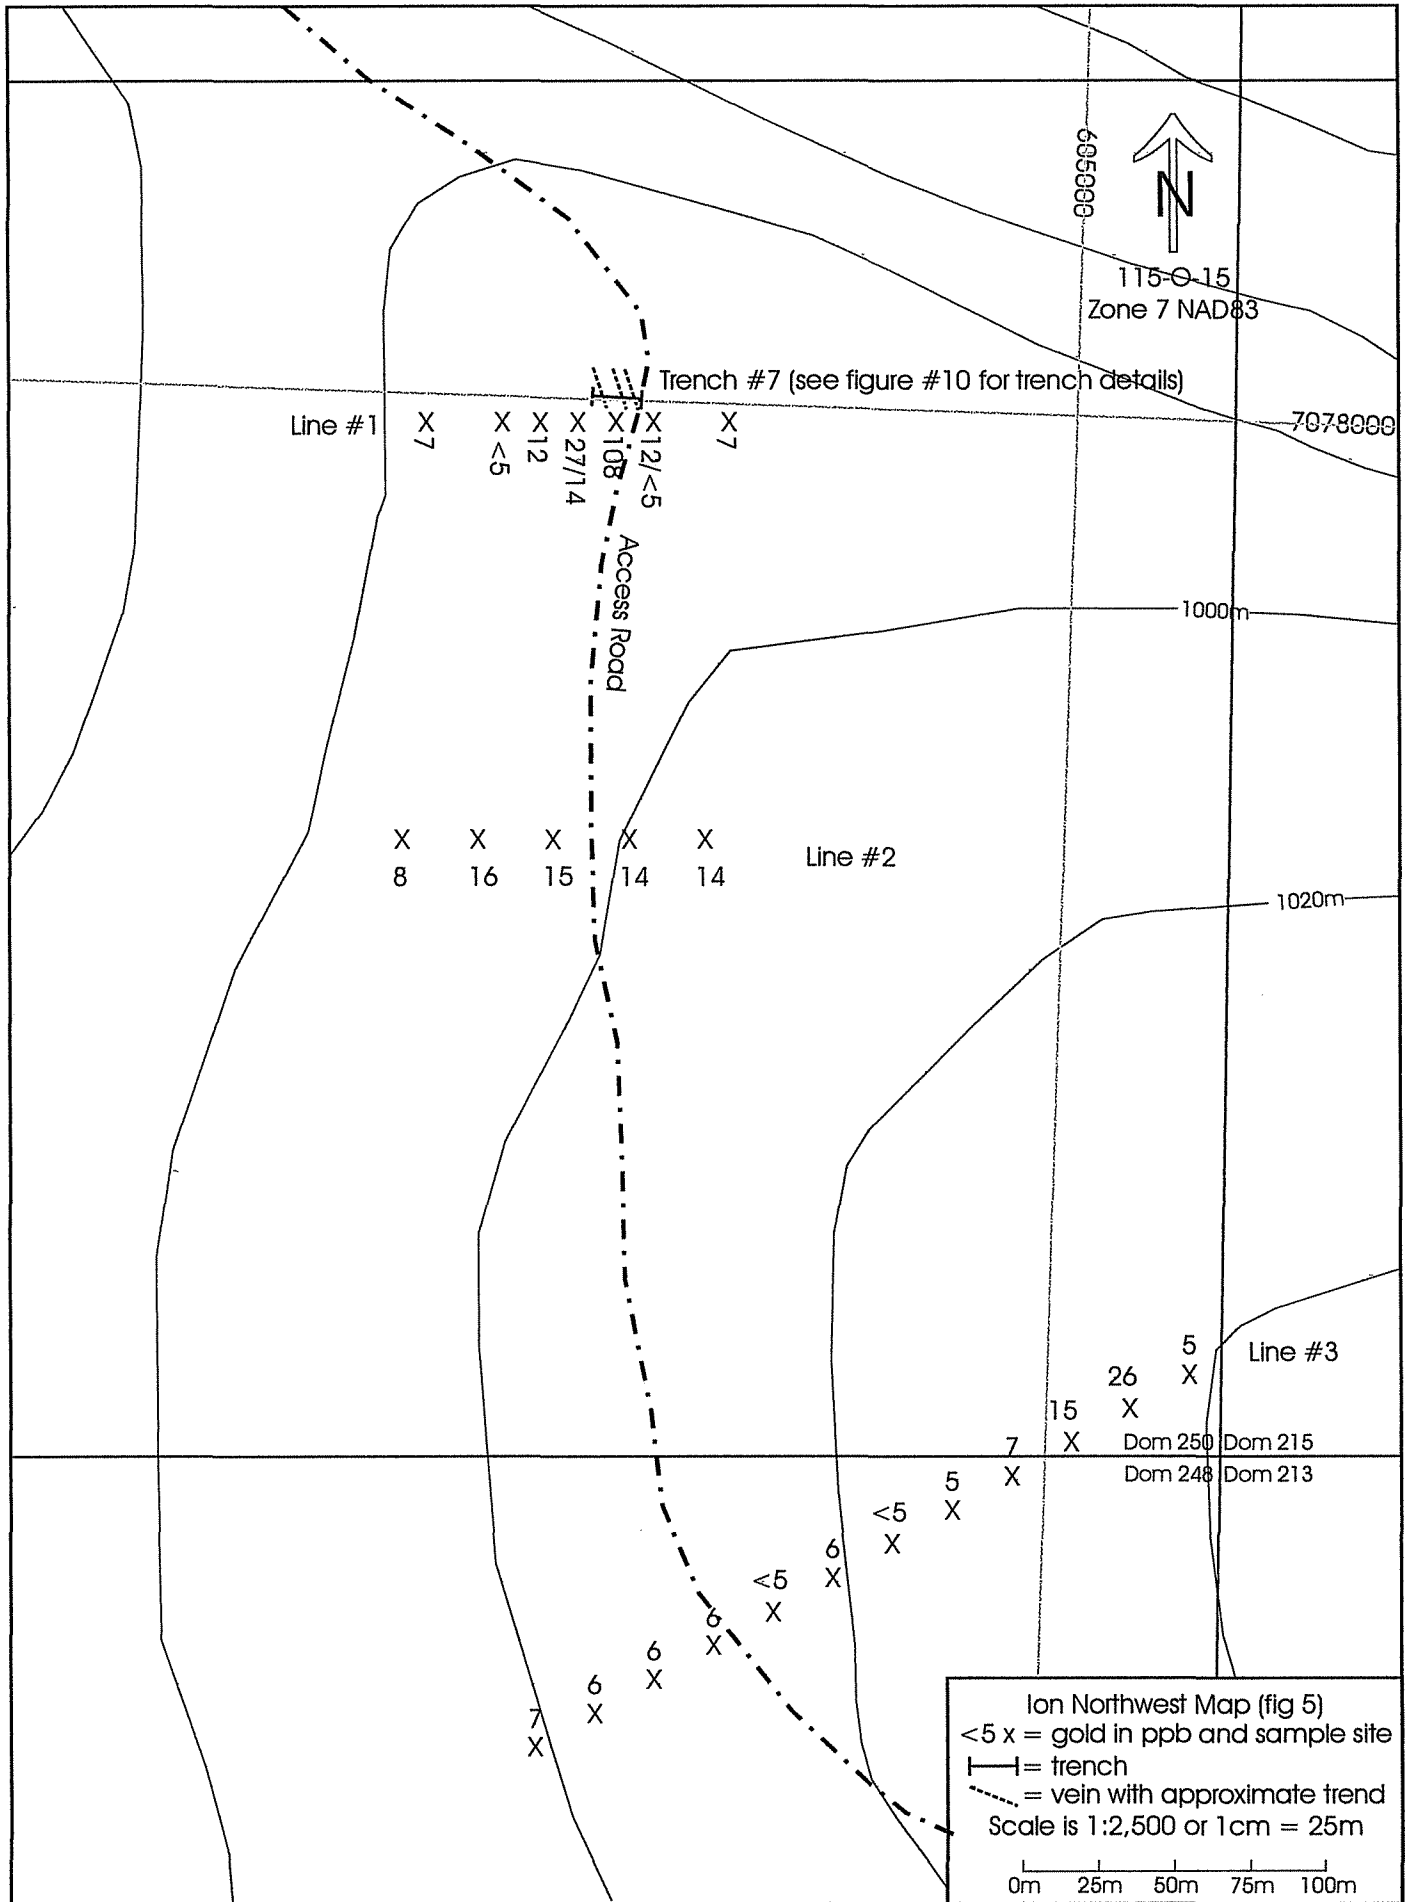 605000
N
115-O-15
Zone 7 NAD83
Trench #7 (see figure #10 for trench details)
7078000
Line #1
X X X X X X X
7 <5 12 27/14 108 12/<5 7
Access Road
1000m
X X X X X
8 16 15 14 14
Line #2
1020m
5
X
Line #3
26
X
15
X
Dom 250 Dom 215
7
X
Dom 248 Dom 213
5
X
<5
X
6
X
<5
X
6
X
6
X
6
X
7
X
Ion Northwest Map (fig 5)
<5 x = gold in ppb and sample site
= trench
= vein with approximate trend
Scale is 1:2,500 or 1cm = 25m
0m 25m 50m 75m 100m